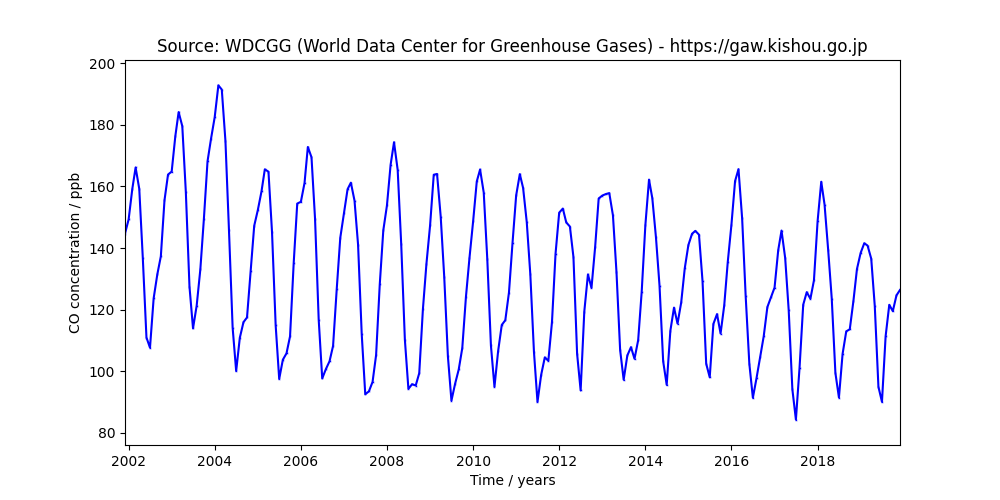 Source: WDCGG (World Data Center for Greenhouse Gases) - https://gaw.kishou.go.jp
200
180
160
140
120
100
80
CO concentration / ppb
2002 2004 2006 2008 2010 2012 2014 2016 2018
Time / years